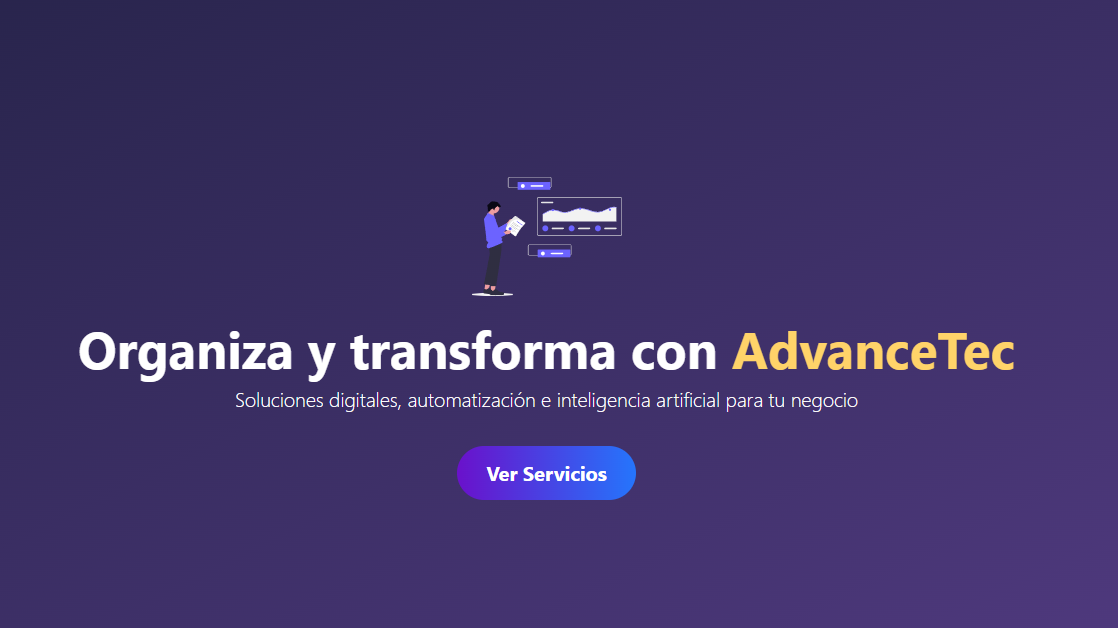 Organiza y transforma con AdvanceTec
Soluciones digitales, automatización e inteligencia artificial para tu negocio
Ver Servicios